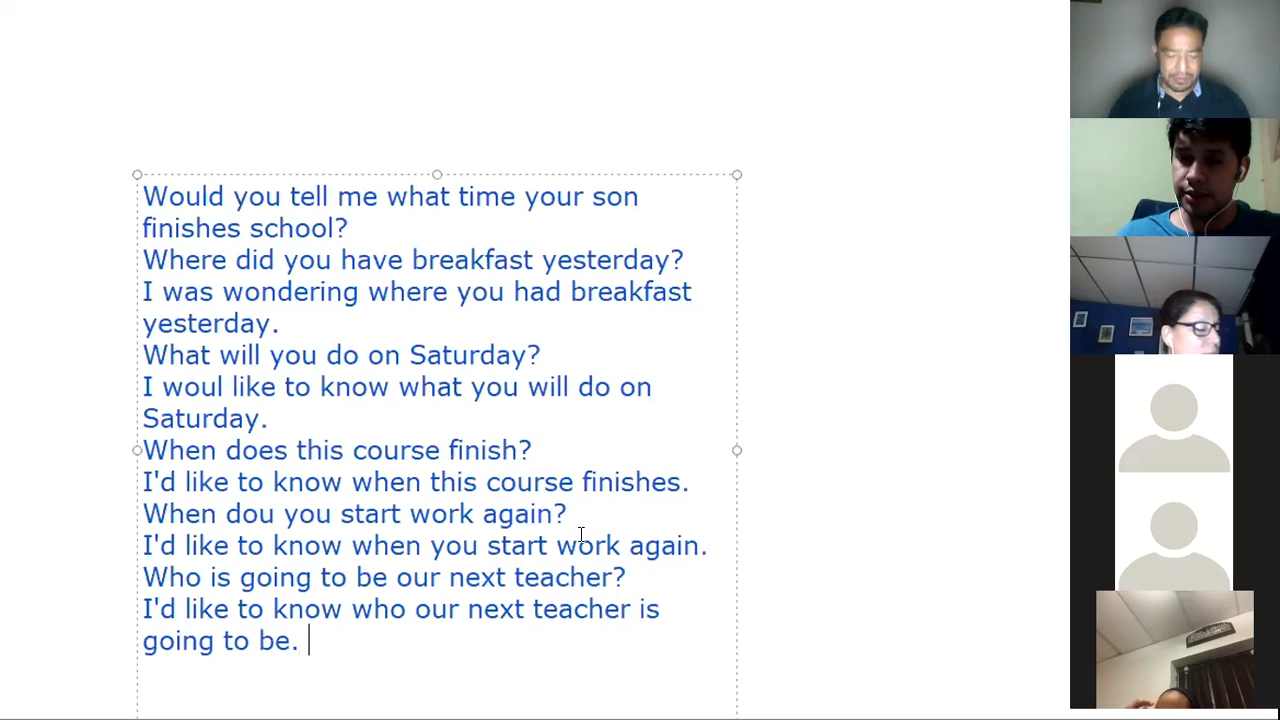 Would you tell me what time your son
finishes school?
Where did you have breakfast yesterday?
I was wondering where you had breakfast
yesterday.
What will you do on Saturday?
I woul like to know what you will do on
Saturday.
When does this course finish?
I'd like to know when this course finishes.
When dou you start work again?
I'd like to know when you start work again.
Who is going to be our next teacher?
I'd like to know who our next teacher is
going to be.